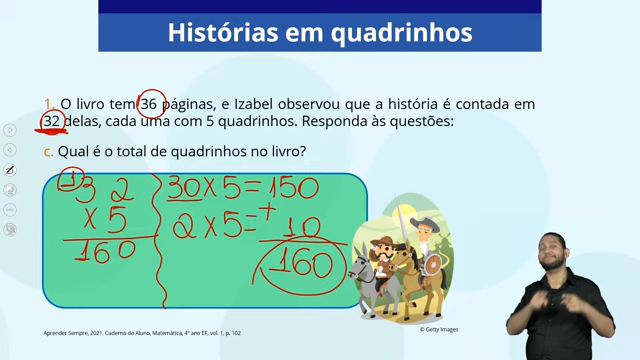 Histórias em quadrinhos
1. O livro tem 36 páginas, e Izabel observou que a história é contada em
32 delas, cada uma com 5 quadrinhos. Responda às questões:
c. Qual é o total de quadrinhos no livro?
1
32
x 5
160
30 x 5 = 150
+
2 x 5 = 10
160
Aprender Sempre, 2021. Caderno do Aluno, Matemática, 4º ano EF, vol. 1, p. 102
© Getty Images